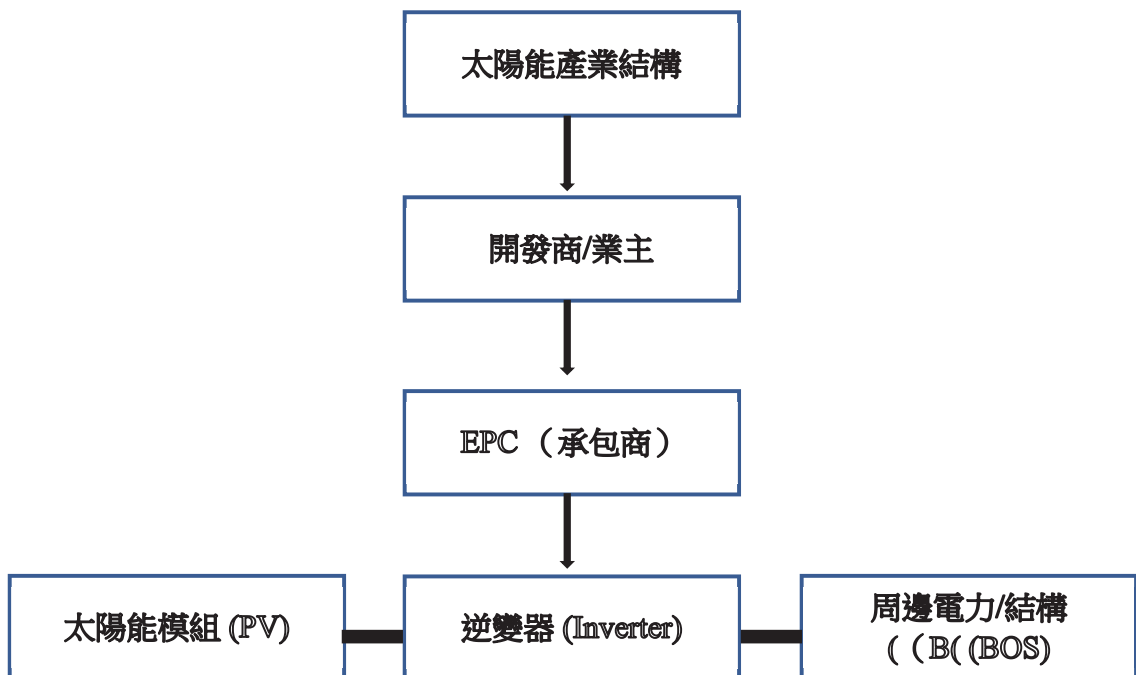 太陽能產業結構
開發商/業主
EPC（承包商）
太陽能模組 (PV)
逆變器 (Inverter)
周邊電力/結構
(（B( (BOS)